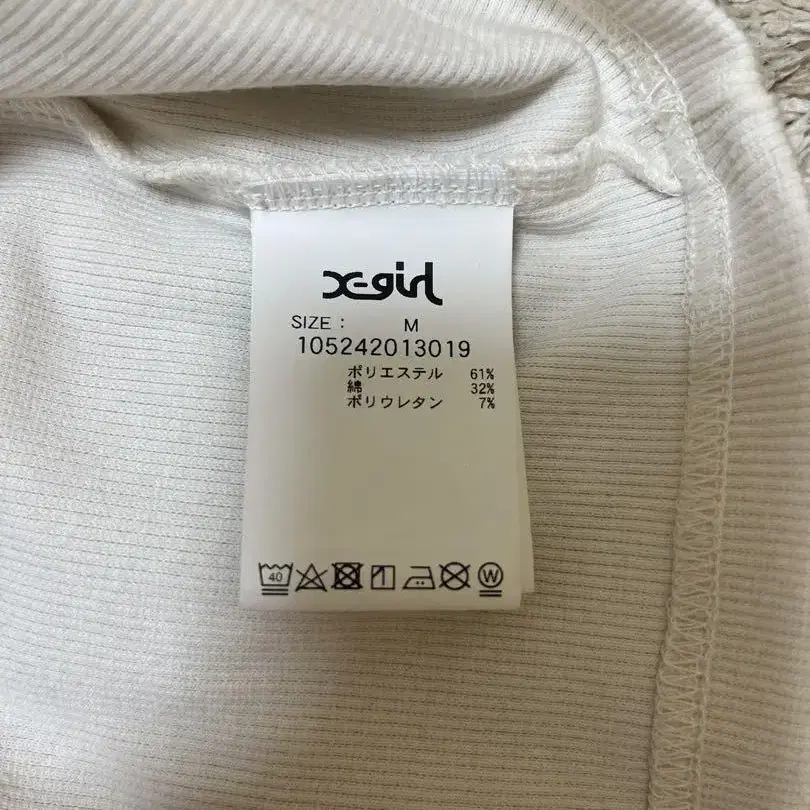 X-girl
SIZE : M
105242013019
ポリエステル 61%
綿 32%
ポリウレタン 7%
40 W